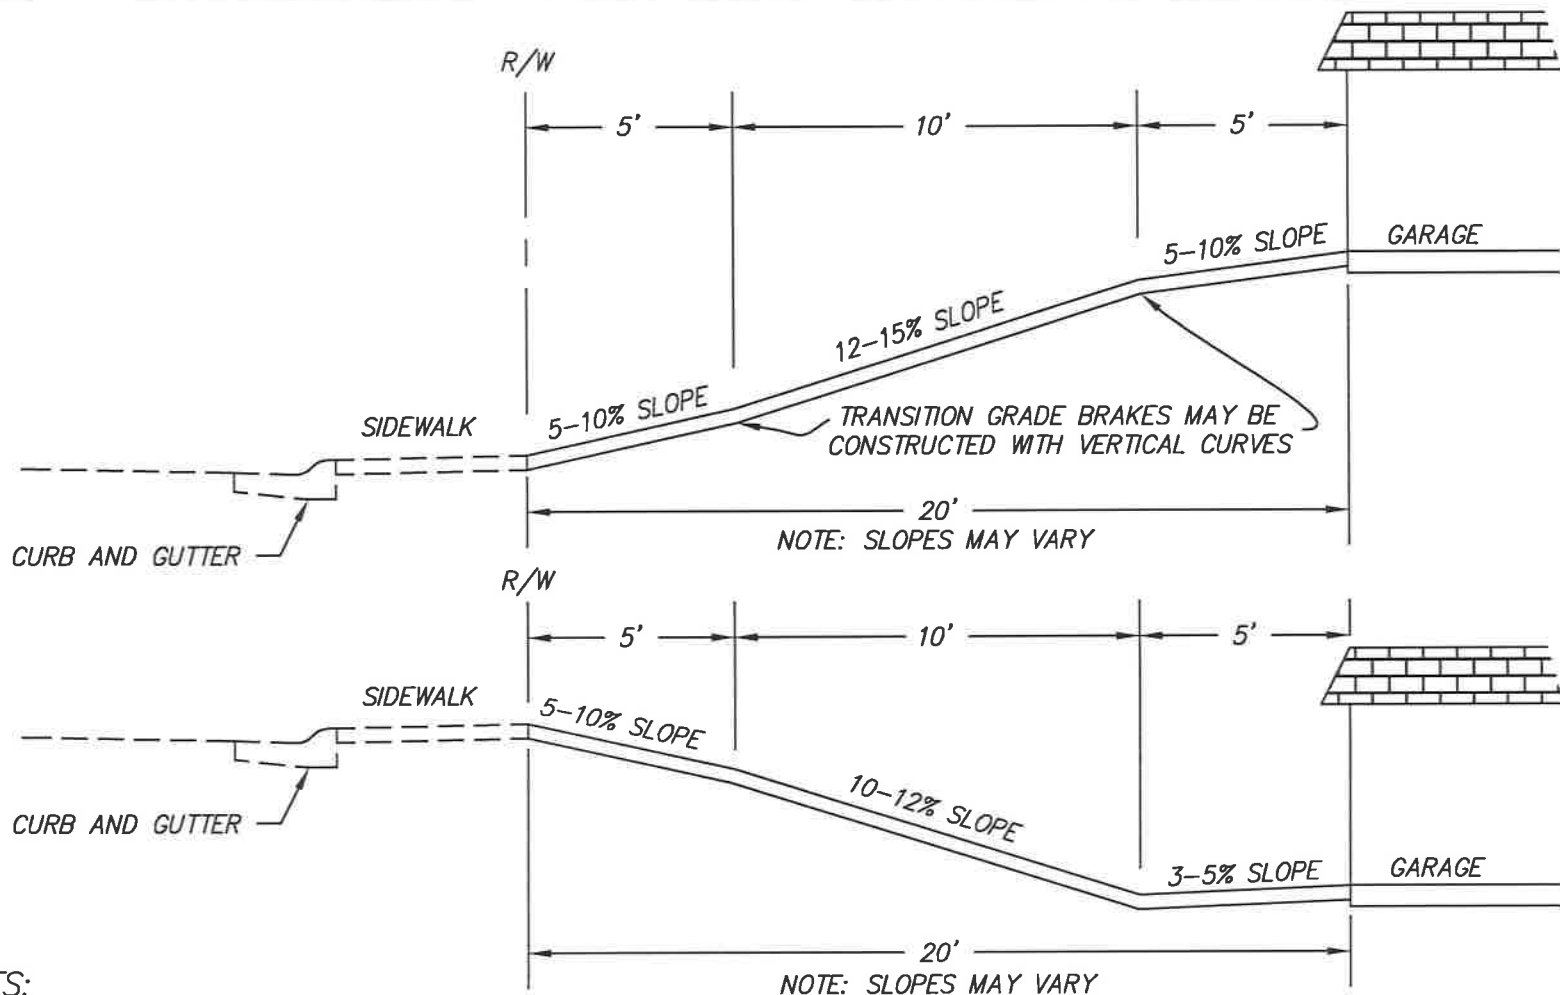 R/W
5'
10'
5'
5-10% SLOPE
GARAGE
12-15% SLOPE
5-10% SLOPE
SIDEWALK
TRANSITION GRADE BRAKES MAY BE
CONSTRUCTED WITH VERTICAL CURVES
20'
NOTE: SLOPES MAY VARY
CURB AND GUTTER
R/W
5'
10'
5'
SIDEWALK
5-10% SLOPE
10-12% SLOPE
CURB AND GUTTER
3-5% SLOPE
GARAGE
20'
NOTE: SLOPES MAY VARY
TS: